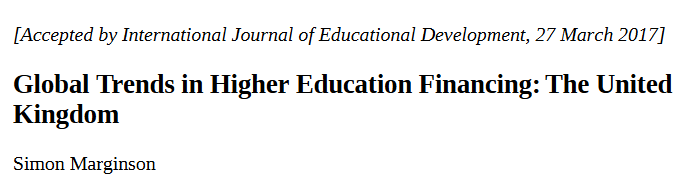 [Accepted by International Journal of Educational Development, 27 March 2017]
Global Trends in Higher Education Financing: The United
Kingdom
Simon Marginson